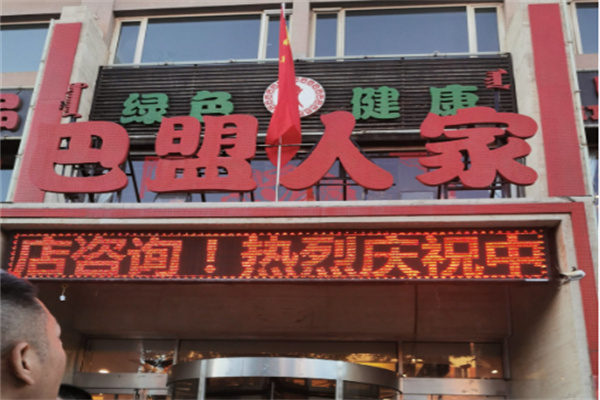 绿色 健康
巴盟人家
店咨询！热烈庆祝中